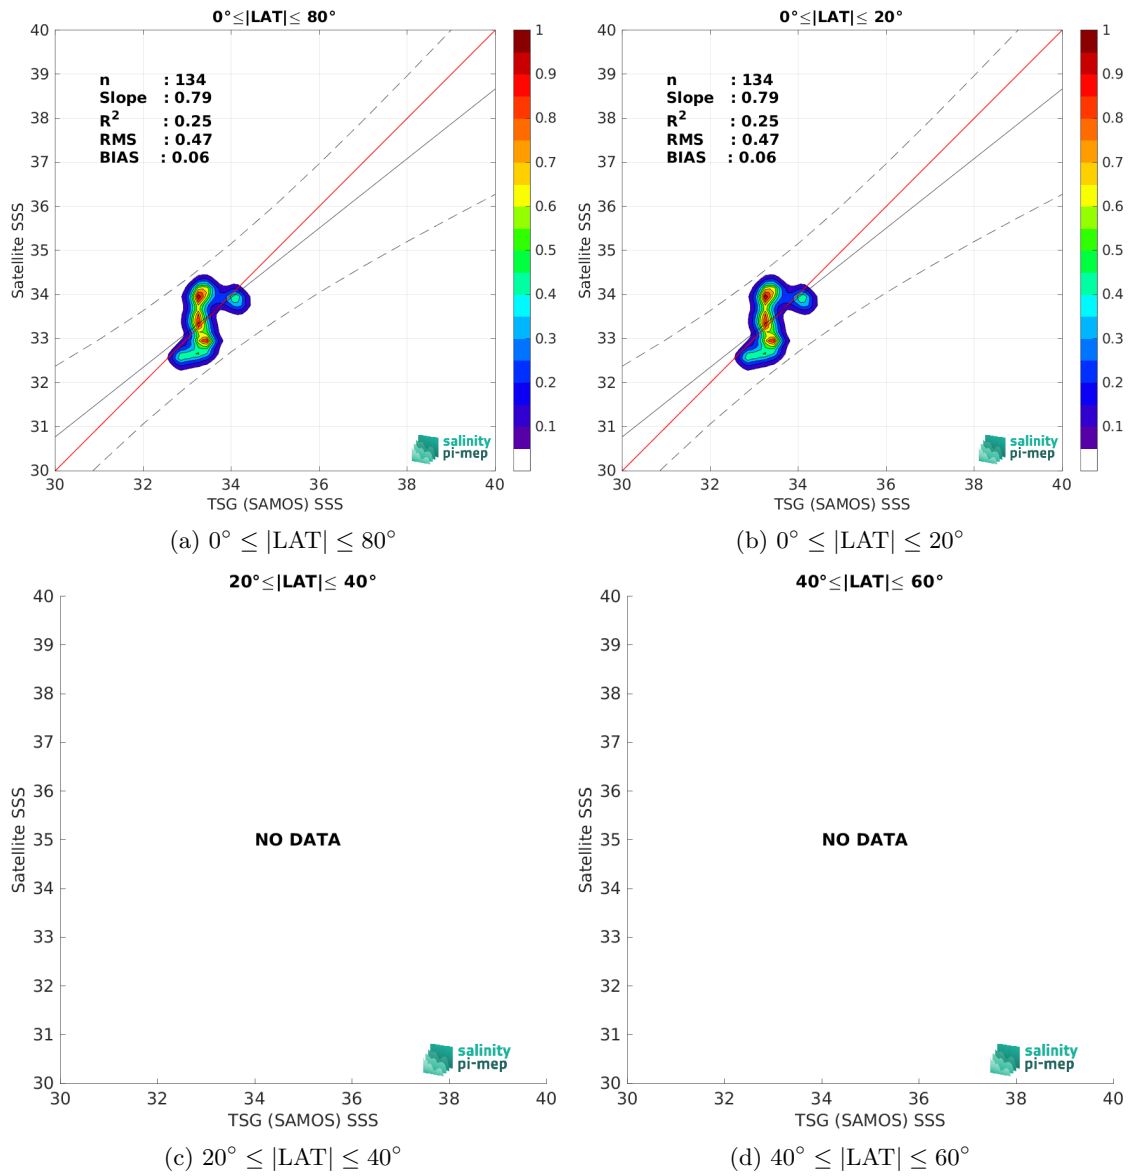 0°≤|LAT|≤ 80°
40
39
38
37
36
35
34
33
32
31
30
30
32
34
36
38
40
Satellite SSS
TSG (SAMOS) SSS
n : 134
Slope : 0.79
R² : 0.25
RMS : 0.47
BIAS : 0.06
1
0.9
0.8
0.7
0.6
0.5
0.4
0.3
0.2
0.1
salinity
pi-mep
(a) 0° ≤ |LAT| ≤ 80°
0°≤|LAT|≤ 20°
40
39
38
37
36
35
34
33
32
31
30
30
32
34
36
38
40
Satellite SSS
TSG (SAMOS) SSS
n : 134
Slope : 0.79
R² : 0.25
RMS : 0.47
BIAS : 0.06
1
0.9
0.8
0.7
0.6
0.5
0.4
0.3
0.2
0.1
salinity
pi-mep
(b) 0° ≤ |LAT| ≤ 20°
20°≤|LAT|≤ 40°
40
39
38
37
36
35
34
33
32
31
30
30
32
34
36
38
40
Satellite SSS
TSG (SAMOS) SSS
NO DATA
salinity
pi-mep
(c) 20° ≤ |LAT| ≤ 40°
40°≤|LAT|≤ 60°
40
39
38
37
36
35
34
33
32
31
30
30
32
34
36
38
40
Satellite SSS
TSG (SAMOS) SSS
NO DATA
salinity
pi-mep
(d) 40° ≤ |LAT| ≤ 60°